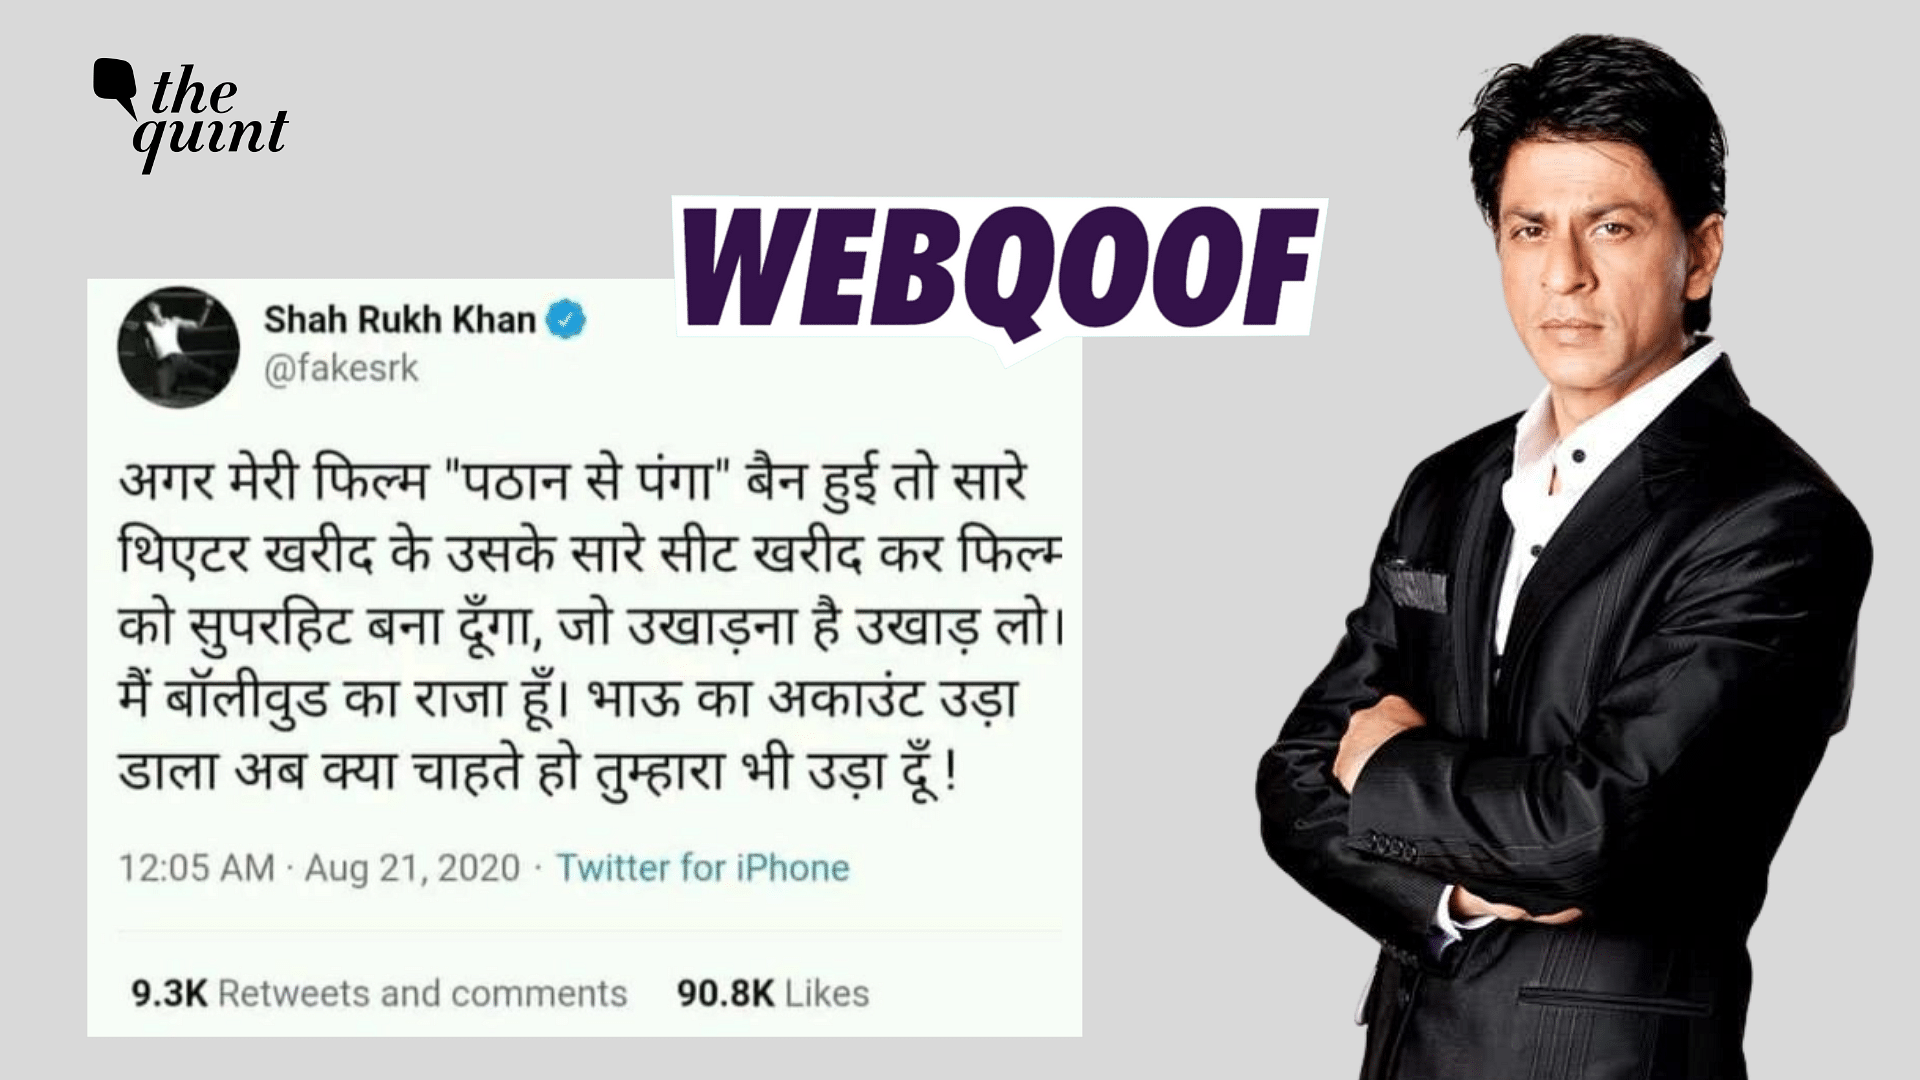 the
quint
WEBQOOF
Shah Rukh Khan
@fakesrk
अगर मेरी फिल्म "पठान से पंगा" बैन हुई तो सारे
थिएटर खरीद के उसके सारे सीट खरीद कर फिल्म
को सुपरहिट बना दूँगा, जो उखाड़ना है उखाड़ लो।
मैं बॉलीवुड का राजा हूँ। भाऊ का अकाउंट उड़ा
डाला अब क्या चाहते हो तुम्हारा भी उड़ा दूँ !
12:05 AM · Aug 21, 2020 · Twitter for iPhone
9.3K Retweets and comments 90.8K Likes